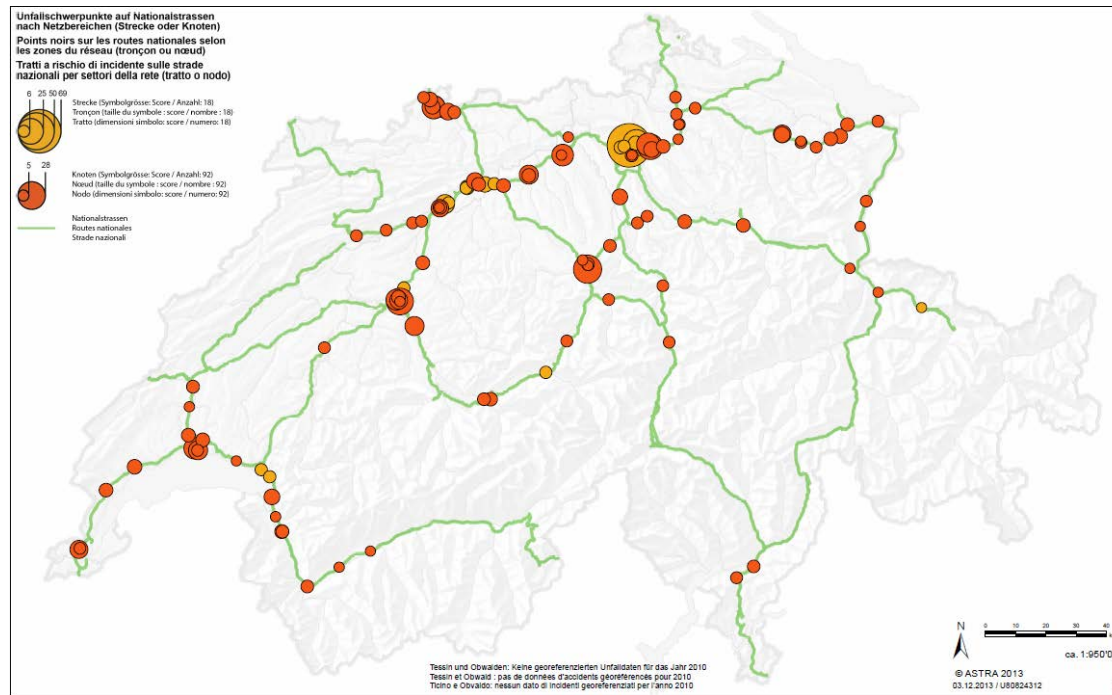 Unfallschwerpunkte auf Nationalstrassen
nach Netzbereichen (Strecke oder Knoten)
Points noirs sur les routes nationales selon
les zones du réseau (tronçon ou nœud)
Tratti a rischio di incidente sulle strade
nazionali per settori della rete (tratto o nodo)
6 25 50 69
Strecke (Symbolgrösse: Score / Anzahl: 18)
Tronçon (taille du symbole : score / nombre : 18)
Tratto (dimensioni simbolo: score / numero: 18)
5 28
Knoten (Symbolgrösse: Score / Anzahl: 92)
Nœud (taille du symbole : score / nombre : 92)
Nodo (dimensioni simbolo: score / numero: 92)
Nationalstrassen
Routes nationales
Strade nazionali
N
0 10 20 30 40
ca. 1:950'0
Tessin und Obwalden: Keine georeferenzierten Unfalldaten für das Jahr 2010
Tessin et Obwald : pas de données d'accidents géoréférencés pour 2010
Ticino e Obvaldo: nessun dato di incidenti georeferenziati per l'anno 2010
© ASTRA 2013
03.12.2013 / U80824312